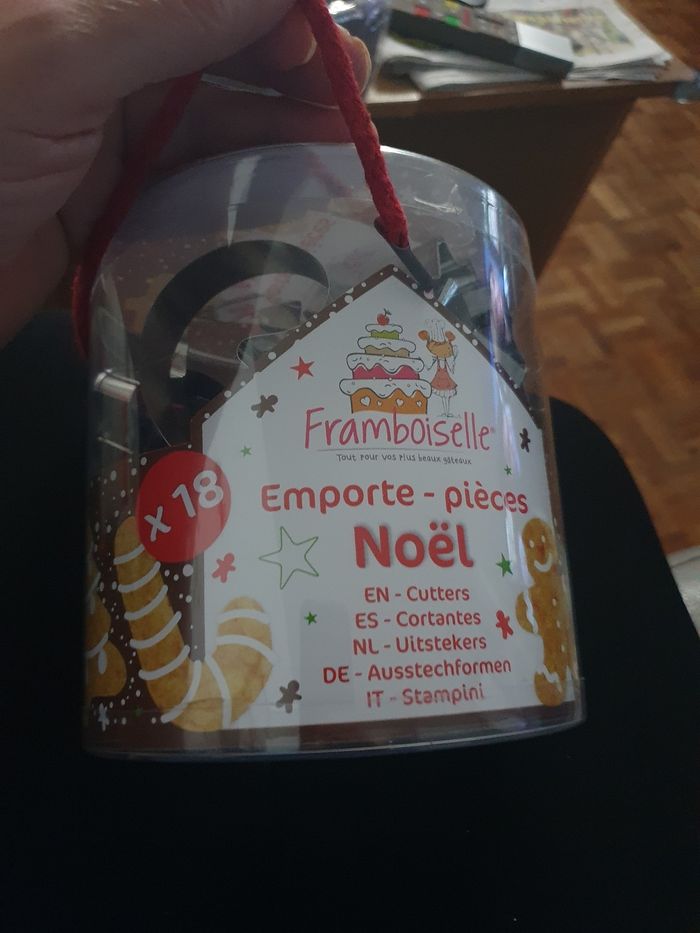 Framboiselle®
Tout pour vos plus beaux gâteaux
x 18
Emporte - pièces
Noël
EN - Cutters
ES - Cortantes
NL - Uitstekers
DE - Ausstechformen
IT - Stampini